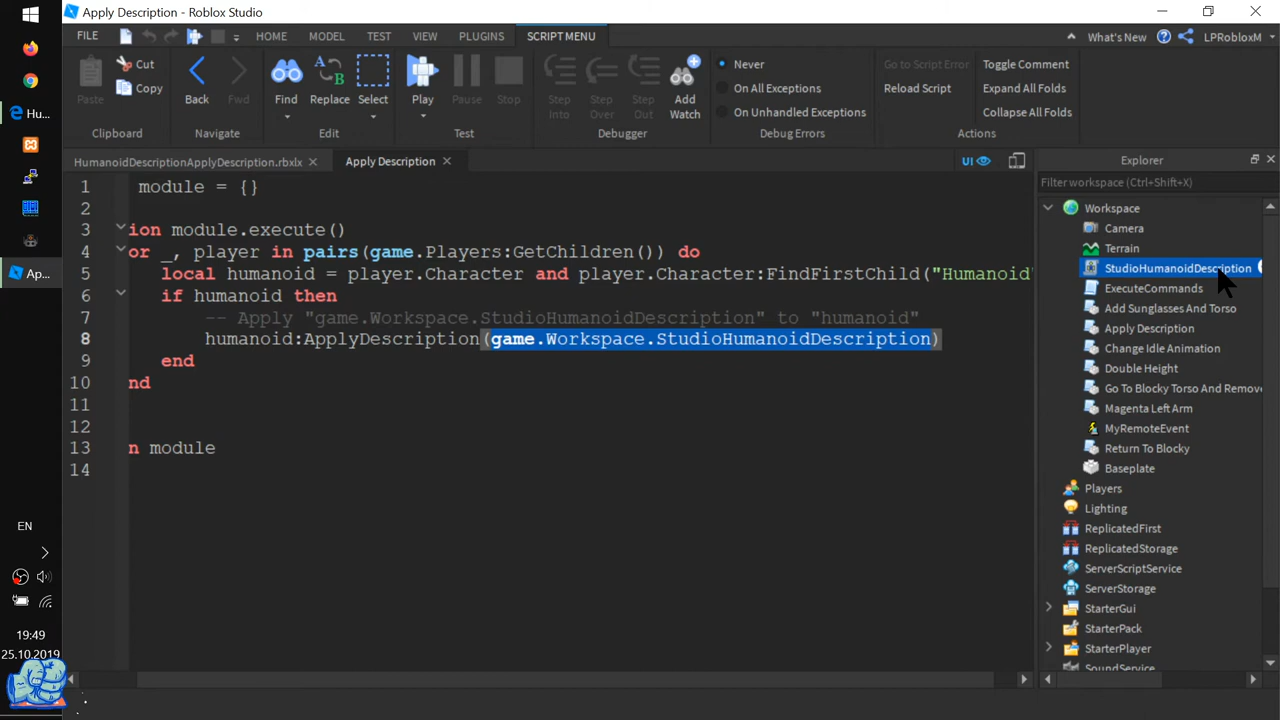 Apply Description - Roblox Studio
FILE HOME MODEL TEST VIEW PLUGINS SCRIPT MENU What's New LPRobloxM
Paste Cut Copy
Clipboard
Back Fwd
Navigate
Find Replace Select
Edit
Play Pause Stop
Test
Step Into Step Over Step Out Add Watch
Debugger
Never
On All Exceptions
On Unhandled Exceptions
Debug Errors
Go to Script Error
Reload Script
Toggle Comment
Expand All Folds
Collapse All Folds
Actions
HumanoidDescriptionApplyDescription.rbxlx Apply Description UI
1 module = {}
2
3 ion module.execute()
4 or _, player in pairs(game.Players:GetChildren()) do
5 local humanoid = player.Character and player.Character:FindFirstChild("Humanoid"
6 if humanoid then
7 -- Apply "game.Workspace.StudioHumanoidDescription" to "humanoid"
8 humanoid:ApplyDescription(game.Workspace.StudioHumanoidDescription)
9 end
10 nd
11
12
13 n module
14
Explorer
Filter workspace (Ctrl+Shift+X)
Workspace
Camera
Terrain
StudioHumanoidDescription
ExecuteCommands
Add Sunglasses And Torso
Apply Description
Change Idle Animation
Double Height
Go To Blocky Torso And Remove
Magenta Left Arm
MyRemoteEvent
Return To Blocky
Baseplate
Players
Lighting
ReplicatedFirst
ReplicatedStorage
ServerScriptService
ServerStorage
StarterGui
StarterPack
StarterPlayer
SoundService
Hu...
Ap...
EN
19:49
25.10.2019